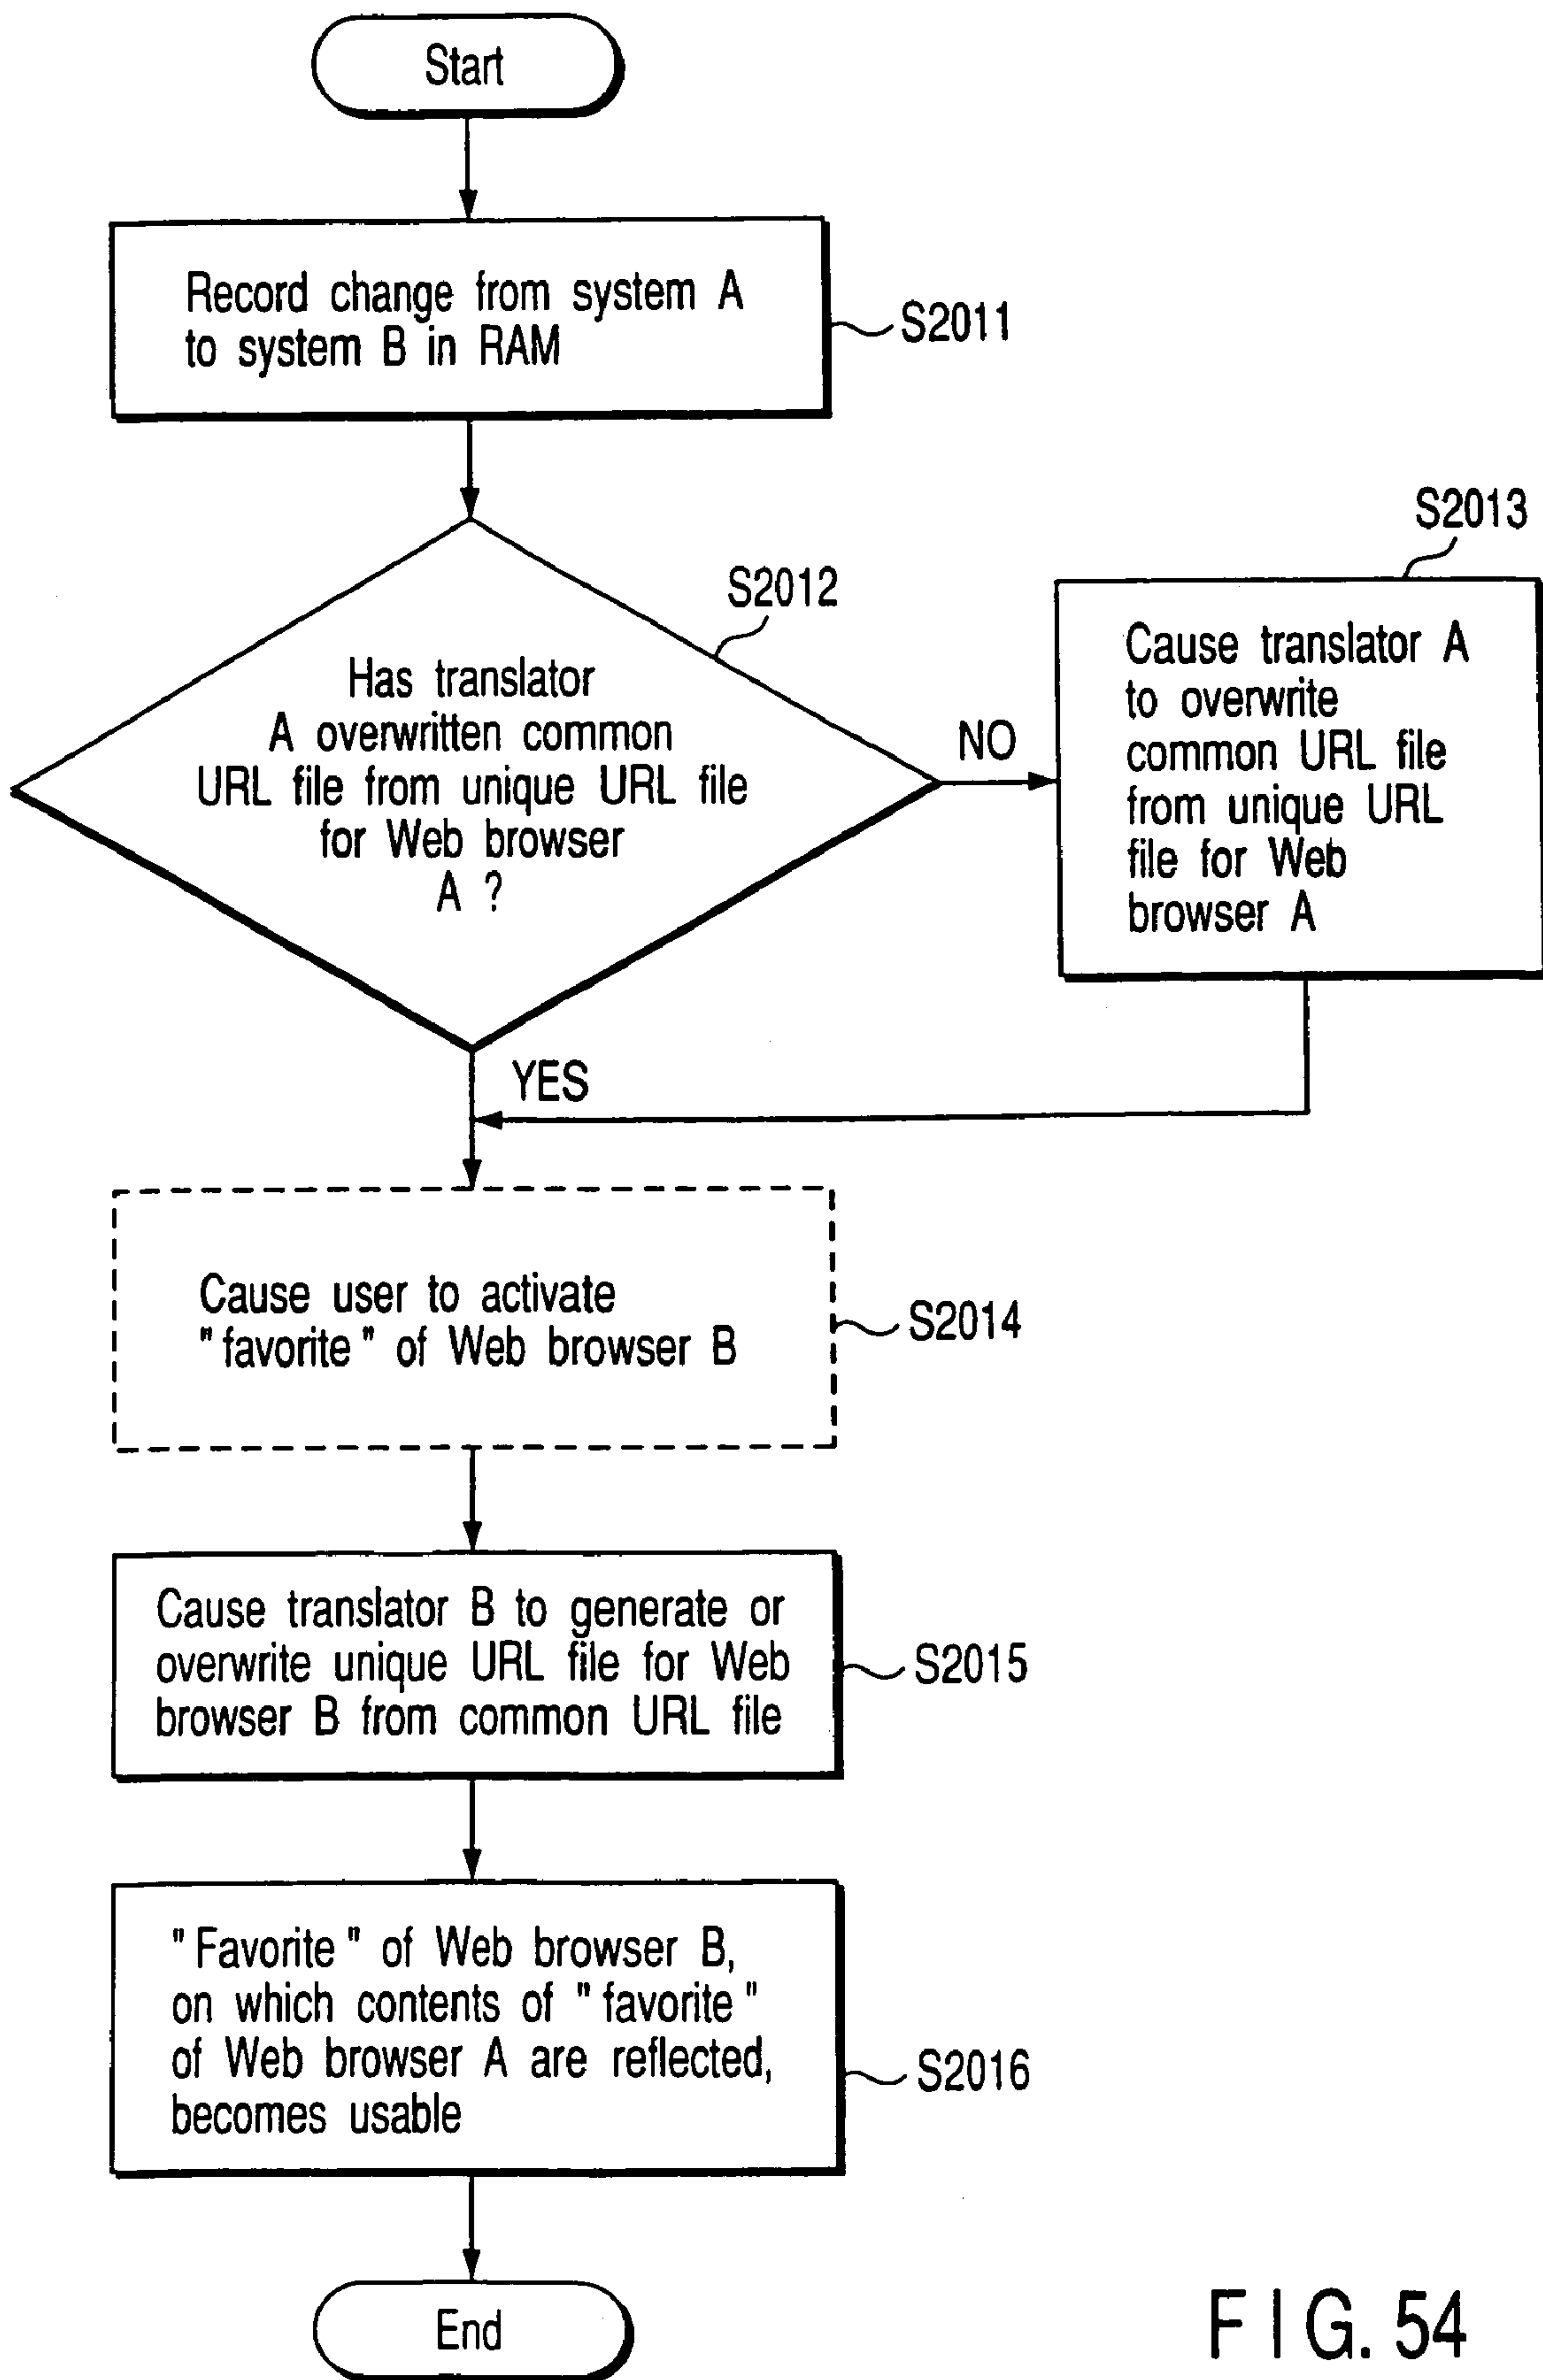 Start
Record change from system A
to system B in RAM
S2011
S2012
Has translator
A overwritten common
URL file from unique URL file
for Web browser
A ?
NO
YES
S2013
Cause translator A
to overwrite
common URL file
from unique URL
file for Web
browser A
Cause user to activate
"favorite" of Web browser B
S2014
Cause translator B to generate or
overwrite unique URL file for Web
browser B from common URL file
S2015
"Favorite" of Web browser B,
on which contents of "favorite"
of Web browser A are reflected,
becomes usable
S2016
End
FIG. 54